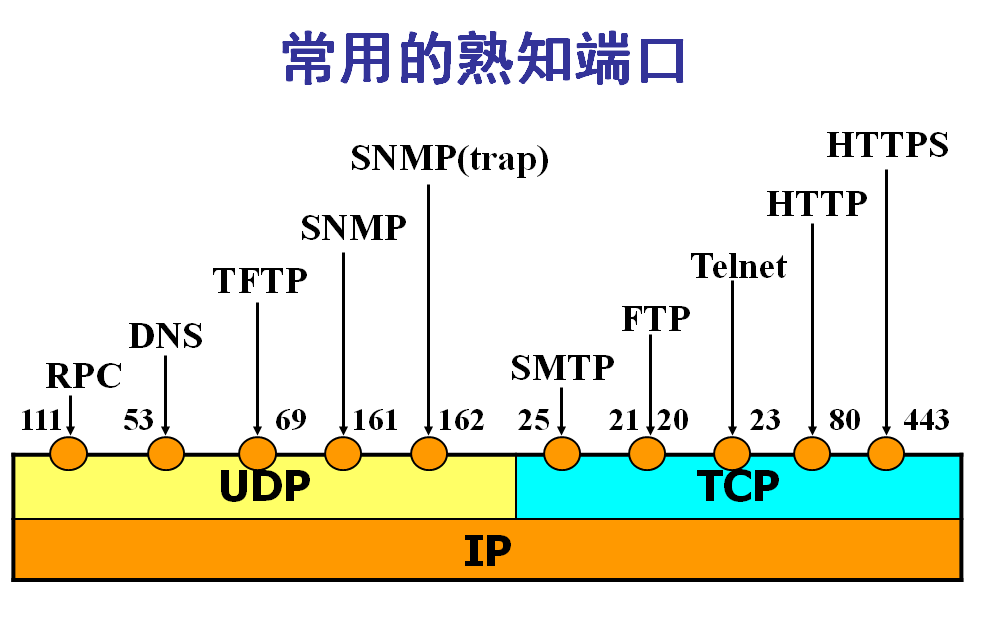 常用的熟知端口
HTTPS
SNMP(trap)
HTTP
SNMP
Telnet
TFTP
FTP
DNS
SMTP
RPC
111 53 69 161 162 25 21 20 23 80 443
UDP TCP
IP